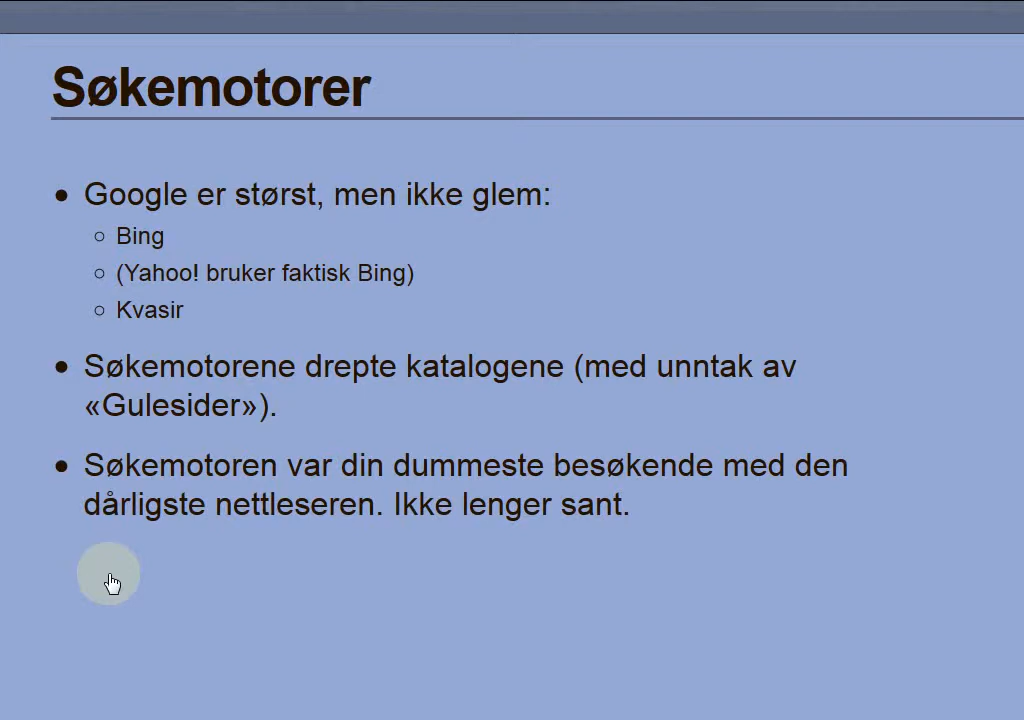 Søkemotorer
Google er størst, men ikke glem:
Bing
(Yahoo! bruker faktisk Bing)
Kvasir
Søkemotorene drepte katalogene (med unntak av
«Gulesider»).
Søkemotoren var din dummeste besøkende med den
dårligste nettleseren. Ikke lenger sant.